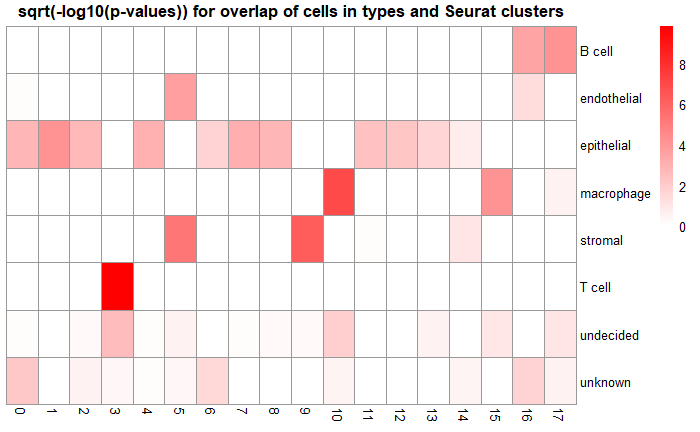 sqrt(-log10(p-values)) for overlap of cells in types and Seurat clusters
B cell
endothelial
epithelial
macrophage
stromal
T cell
undecided
unknown
0 1 2 3 4 5 6 7 8 9 10 11 12 13 14 15 16 17
8
6
4
2
0